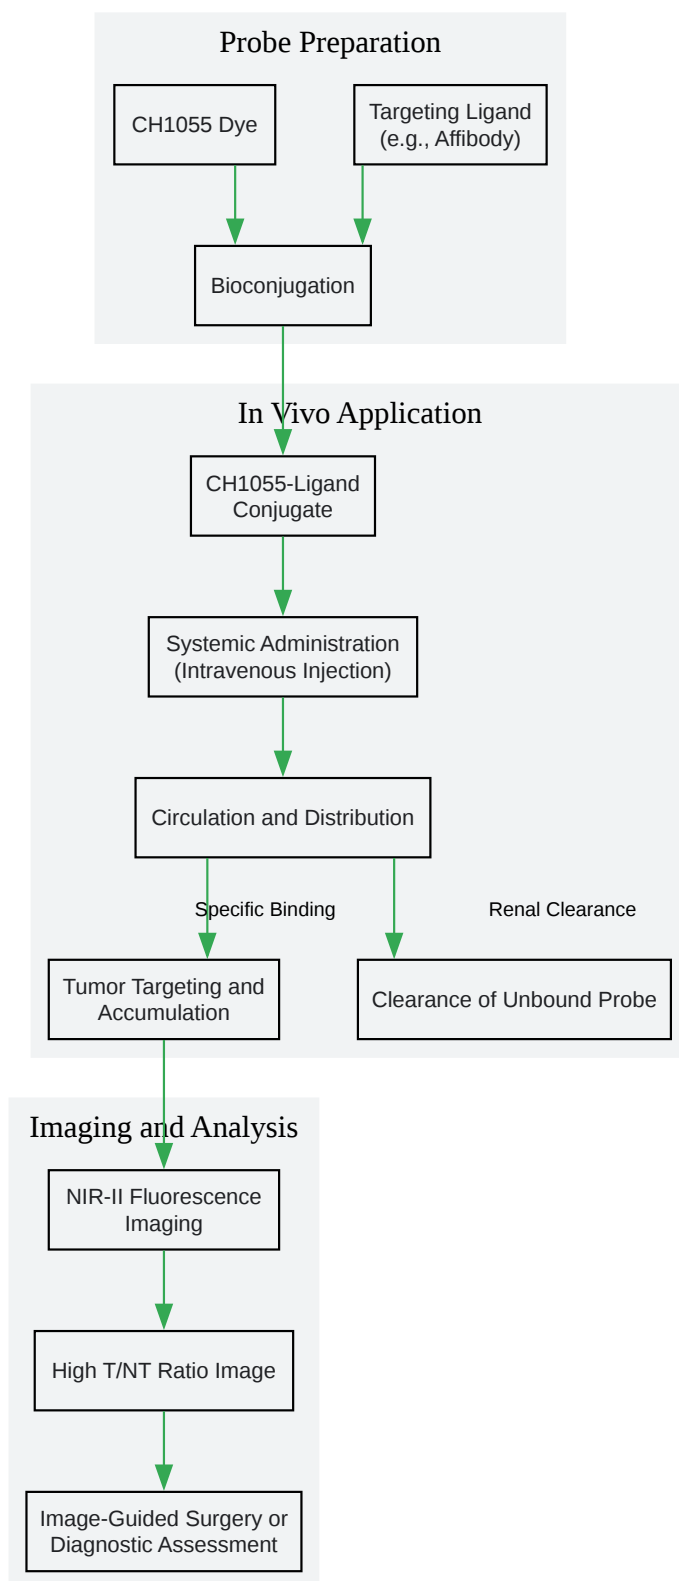 Probe Preparation
CH1055 Dye
Targeting Ligand
(e.g., Affibody)
Bioconjugation
In Vivo Application
CH1055-Ligand
Conjugate
Systemic Administration
(Intravenous Injection)
Circulation and Distribution
Specific Binding
Renal Clearance
Tumor Targeting and
Accumulation
Clearance of Unbound Probe
Imaging and Analysis
NIR-II Fluorescence
Imaging
High T/NT Ratio Image
Image-Guided Surgery or
Diagnostic Assessment